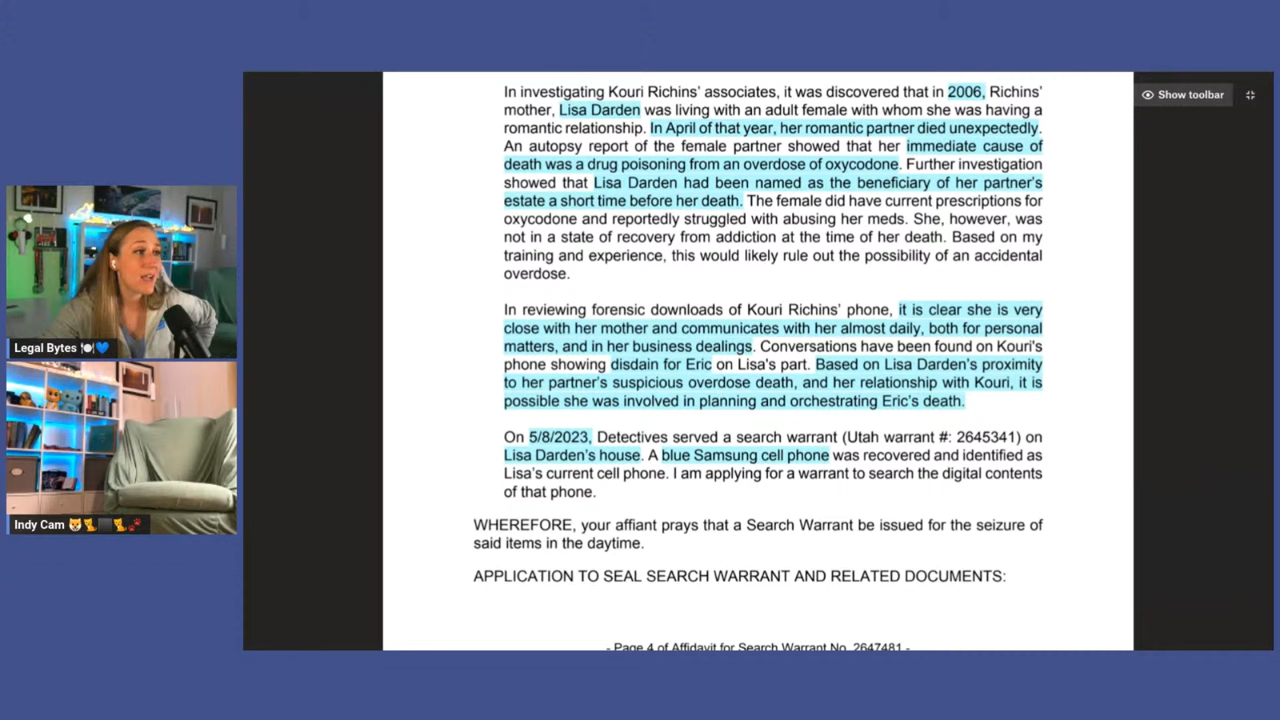 In investigating Kouri Richins' associates, it was discovered that in 2006, Richins'
mother, Lisa Darden was living with an adult female with whom she was having a
romantic relationship. In April of that year, her romantic partner died unexpectedly.
An autopsy report of the female partner showed that her immediate cause of
death was a drug poisoning from an overdose of oxycodone. Further investigation
showed that Lisa Darden had been named as the beneficiary of her partner's
estate a short time before her death. The female did have current prescriptions for
oxycodone and reportedly struggled with abusing her meds. She, however, was
not in a state of recovery from addiction at the time of her death. Based on my
training and experience, this would likely rule out the possibility of an accidental
overdose.
In reviewing forensic downloads of Kouri Richins' phone, it is clear she is very
close with her mother and communicates with her almost daily, both for personal
matters, and in her business dealings. Conversations have been found on Kouri's
phone showing disdain for Eric on Lisa's part. Based on Lisa Darden's proximity
to her partner's suspicious overdose death, and her relationship with Kouri, it is
possible she was involved in planning and orchestrating Eric's death.
On 5/8/2023, Detectives served a search warrant (Utah warrant #: 2645341) on
Lisa Darden's house. A blue Samsung cell phone was recovered and identified as
Lisa's current cell phone. I am applying for a warrant to search the digital contents
of that phone.
WHEREFORE, your affiant prays that a Search Warrant be issued for the seizure of
said items in the daytime.
APPLICATION TO SEAL SEARCH WARRANT AND RELATED DOCUMENTS:
- Page 4 of Affidavit for Search Warrant No. 2647481 -
Show toolbar
Legal Bytes 🍽️💙
Indy Cam 😺🐈⬛🐈🐾